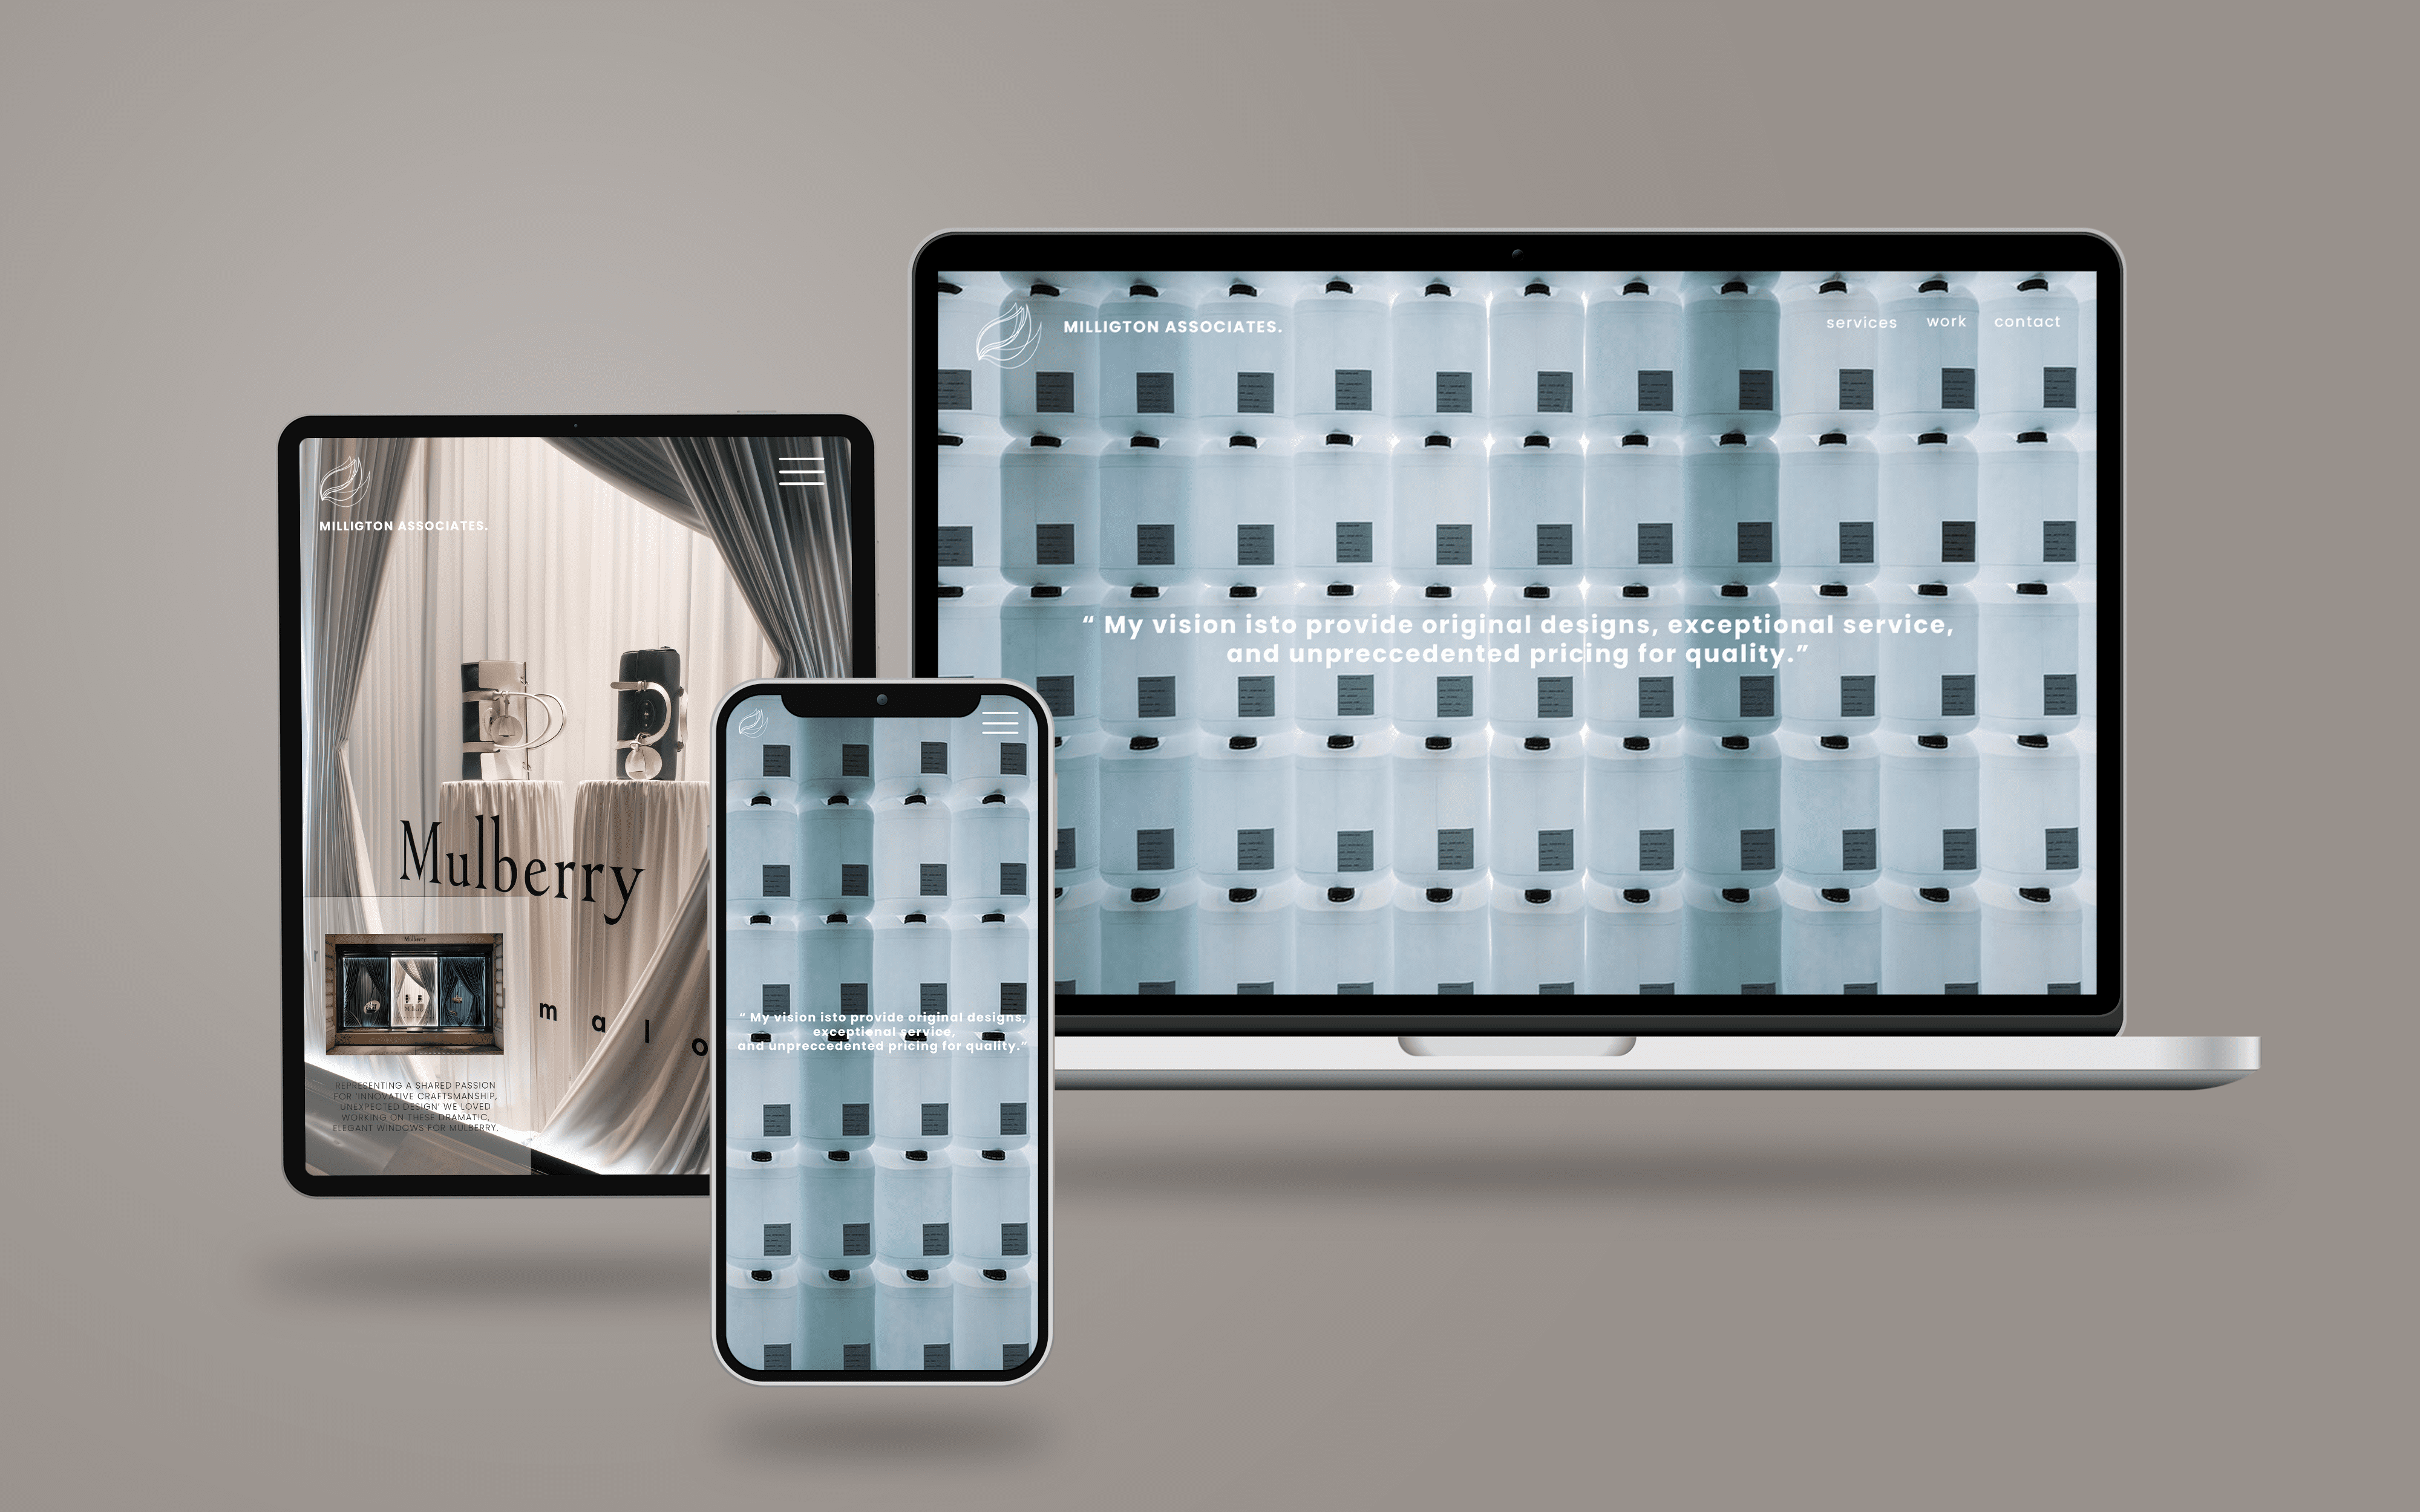 MILLIGTON ASSOCIATES.
services work contact
“ My vision isto provide original designs, exceptional service,
and unpreccedented pricing for quality.”
MILLIGTON ASSOCIATES.
Mulberry
Mulberry
m a l o
REPRESENTING A SHARED PASSION
FOR 'INNOVATIVE CRAFTSMANSHIP,
UNEXPECTED DESIGN' WE LOVED
WORKING ON THESE DRAMATIC,
ELEGANT WINDOWS FOR MULBERRY.
“ My vision isto provide original designs,
exceptional service,
and unpreccedented pricing for quality.”